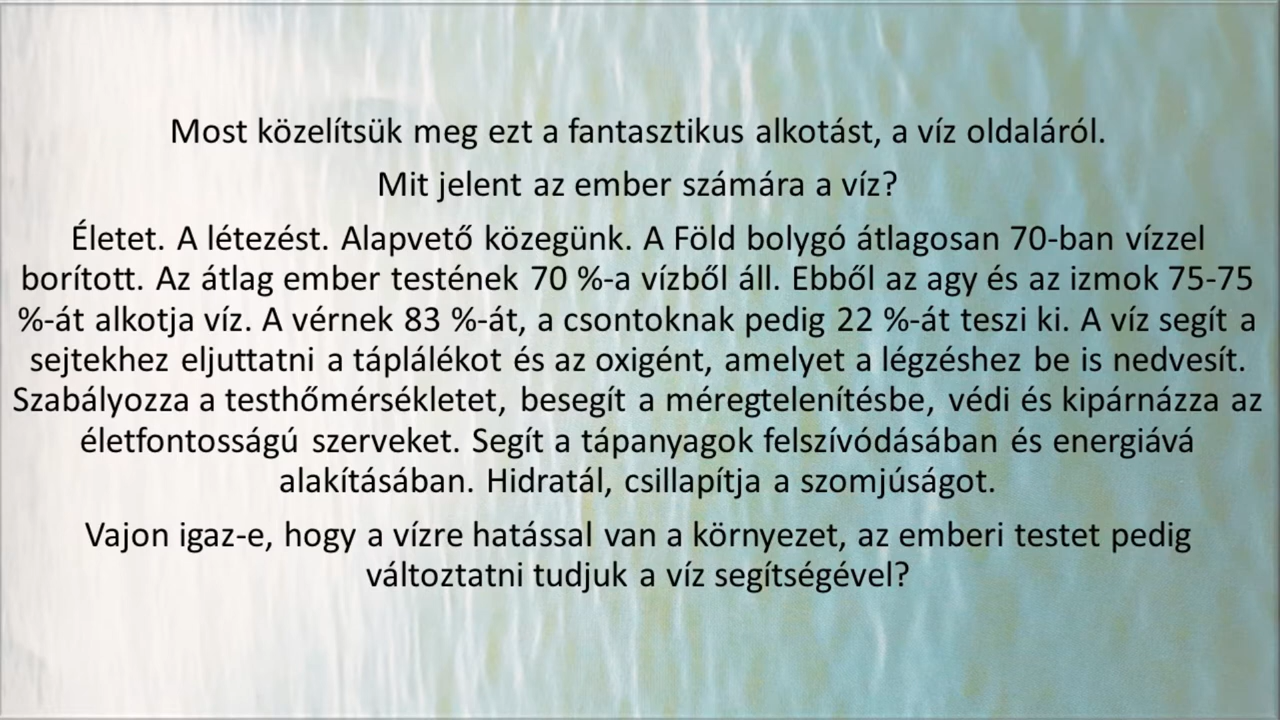 Most közelítsük meg ezt a fantasztikus alkotást, a víz oldaláról.
Mit jelent az ember számára a víz?
Életet. A létezést. Alapvető közegünk. A Föld bolygó átlagosan 70-ban vízzel
borított. Az átlag ember testének 70 %-a vízből áll. Ebből az agy és az izmok 75-75
%-át alkotja víz. A vérnek 83 %-át, a csontoknak pedig 22 %-át teszi ki. A víz segít a
sejtekhez eljuttatni a táplálékot és az oxigént, amelyet a légzéshez be is nedvesít.
Szabályozza a testhőmérsékletet, besegít a méregtelenítésbe, védi és kipárnázza az
életfontosságú szerveket. Segít a tápanyagok felszívódásában és energiává
alakításában. Hidratál, csillapítja a szomjúságot.
Vajon igaz-e, hogy a vízre hatással van a környezet, az emberi testet pedig
változtatni tudjuk a víz segítségével?